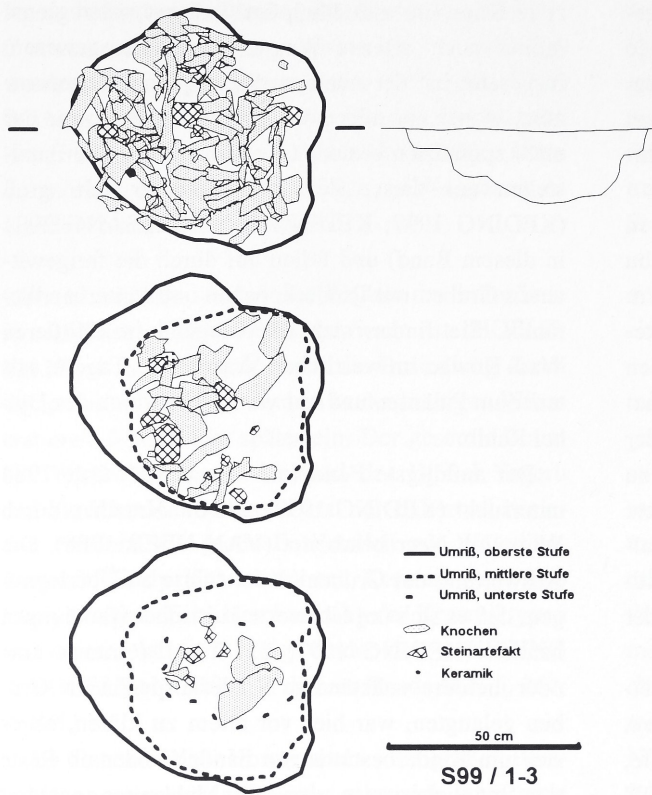 Umriß, oberste Stufe
Umriß, mittlere Stufe
Umriß, unterste Stufe
Knochen
Steinartefakt
Keramik
50 cm
S99 / 1-3